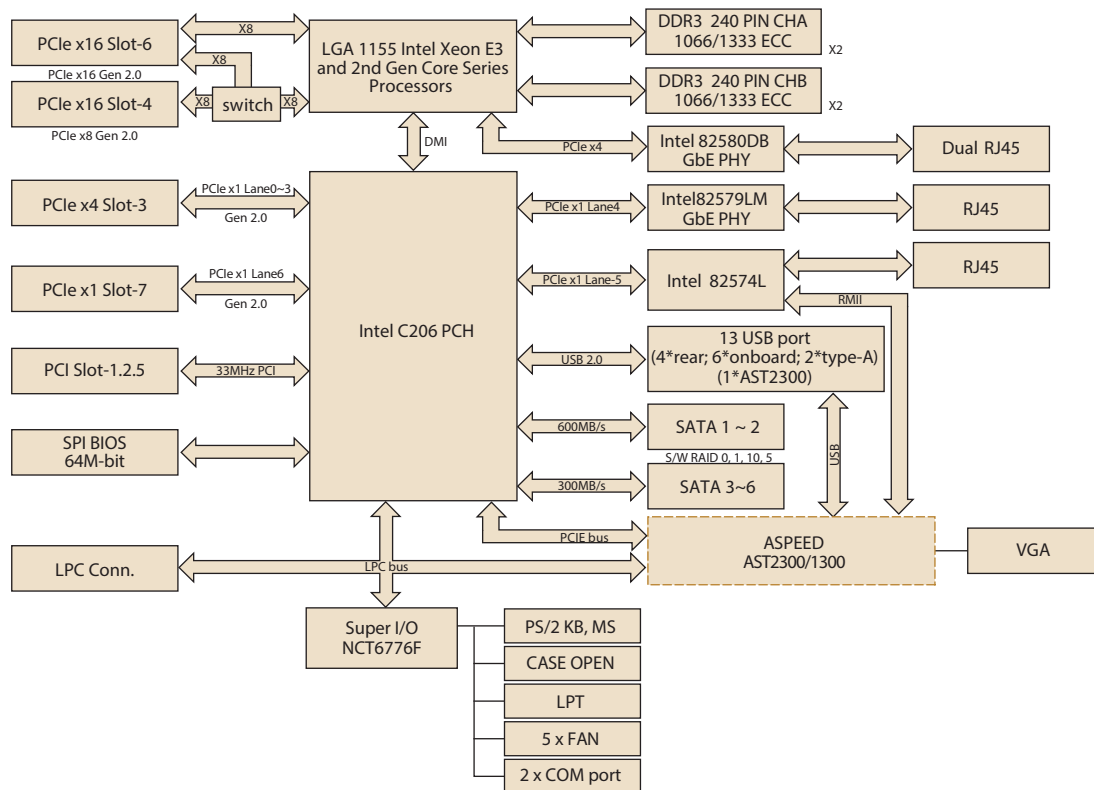 PCIe x16 Slot-6
PCIe x16 Gen 2.0
PCIe x16 Slot-4
PCIe x8 Gen 2.0
X8
X8
X8
switch
X8
LGA 1155 Intel Xeon E3
and 2nd Gen Core Series
Processors
DDR3 240 PIN CHA
1066/1333 ECC
X2
DDR3 240 PIN CHB
1066/1333 ECC
X2
DMI
PCIe x4
Intel 82580DB
GbE PHY
Dual RJ45
PCIe x4 Slot-3
PCIe x1 Lane0~3
Gen 2.0
PCIe x1 Lane4
Intel82579LM
GbE PHY
RJ45
PCIe x1 Slot-7
PCIe x1 Lane6
Gen 2.0
Intel C206 PCH
PCIe x1 Lane-5
Intel 82574L
RJ45
RMII
PCI Slot-1.2.5
33MHz PCI
USB 2.0
13 USB port
(4*rear; 6*onboard; 2*type-A)
(1*AST2300)
SPI BIOS
64M-bit
600MB/s
SATA 1 ~ 2
S/W RAID 0, 1, 10, 5
300MB/s
SATA 3~6
USB
PCIE bus
ASPEED
AST2300/1300
VGA
LPC Conn.
LPC bus
Super I/O
NCT6776F
PS/2 KB, MS
CASE OPEN
LPT
5 x FAN
2 x COM port